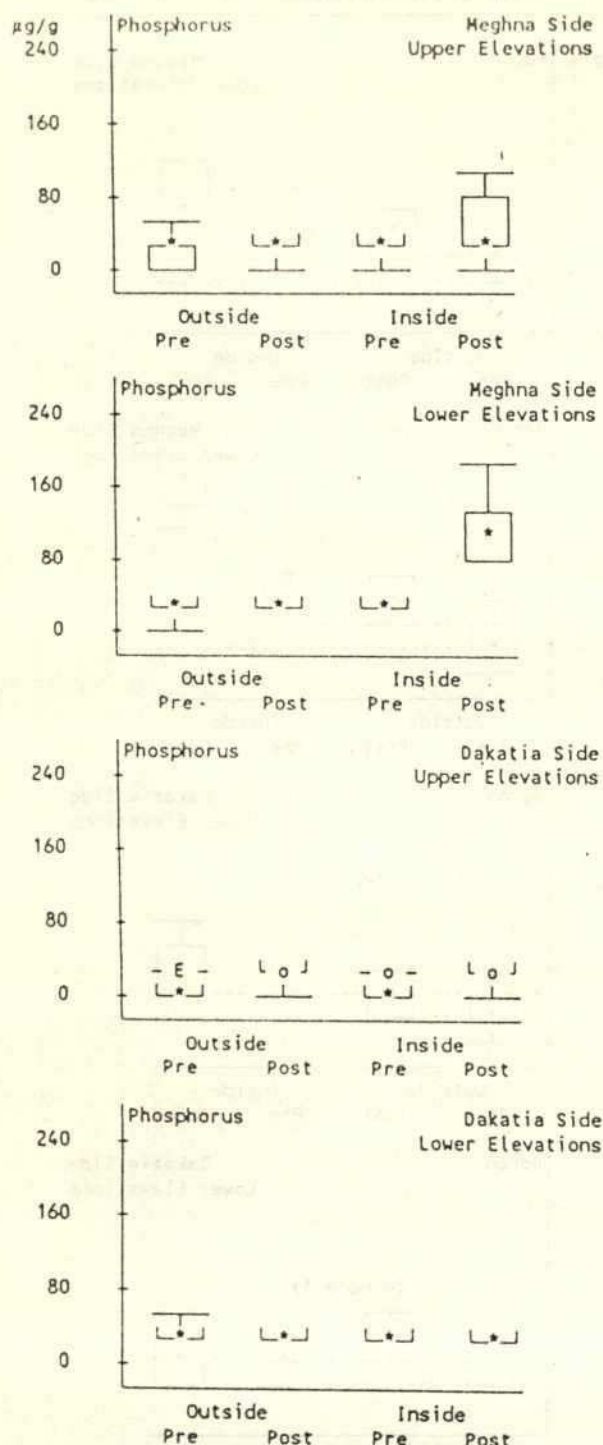 µg/g Phosphorus Meghna Side
240 Upper Elevations
160
80
0
Outside Inside
Pre Post Pre Post
Phosphorus Meghna Side
240 Lower Elevations
160
80
0
Outside Inside
Pre- Post Pre Post
Phosphorus Dakatia Side
240 Upper Elevations
160
80
E o o o
0
Outside Inside
Pre Post Pre Post
Phosphorus Dakatia Side
240 Lower Elevations
160
80
0
Outside Inside
Pre Post Pre Post